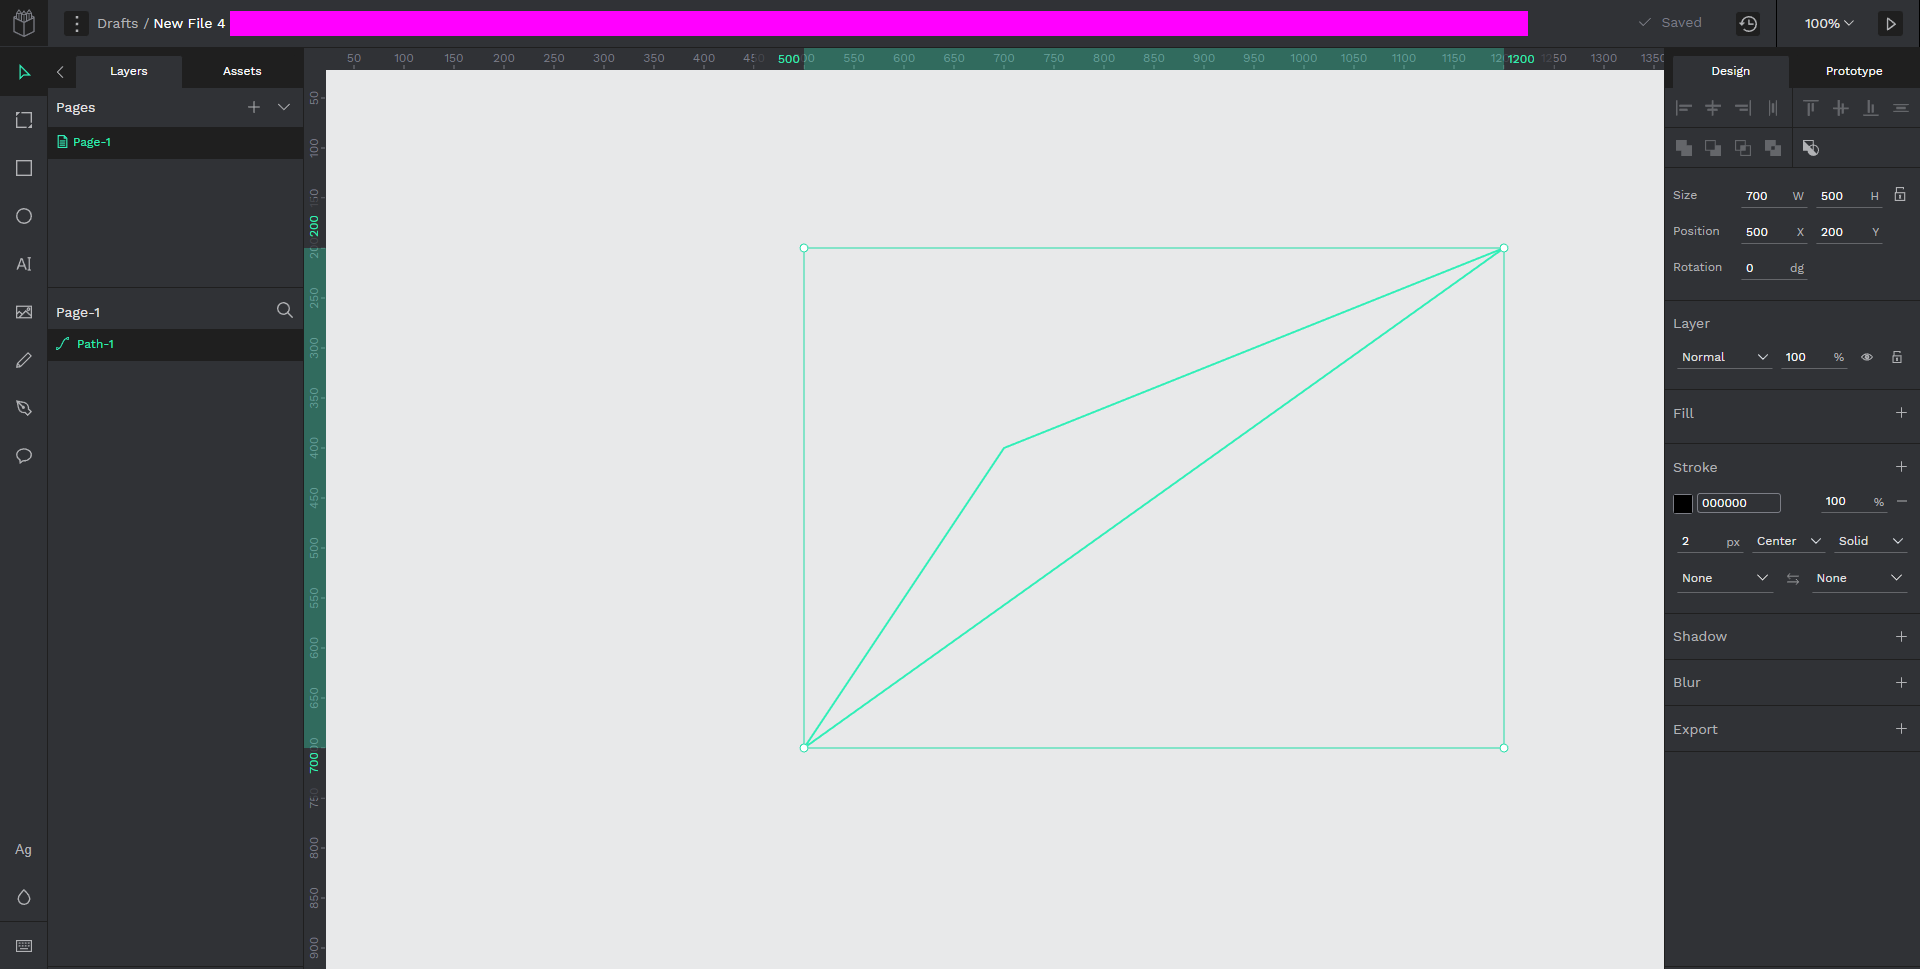 Drafts / New File 4
Saved
100%
Layers
Assets
Pages
Page-1
Page-1
Path-1
Ag
50 100 150 200 250 300 350 400 500 550 600 650 700 750 800 850 900 950 1000 1050 1100 1150 1200 1250 1300 1350
50
100
200
250
300
350
400
450
500
550
600
650
700
750
800
850
900
Design
Prototype
Size 700 W 500 H
Position 500 X 200 Y
Rotation 0 dg
Layer
Normal 100 %
Fill
Stroke
000000 100 %
2 px Center Solid
None None
Shadow
Blur
Export